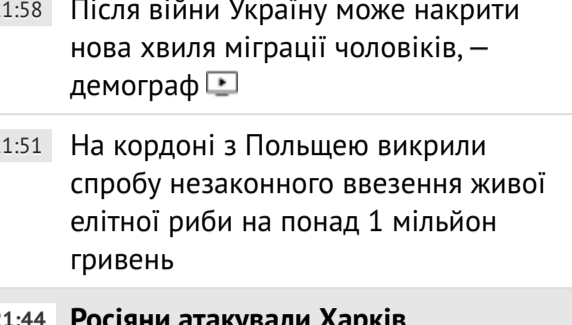 1:58 Після війни Україну може накрити
нова хвиля міграції чоловіків, —
демограф
1:51 На кордоні з Польщею викрили
спробу незаконного ввезення живої
елітної риби на понад 1 мільйон
гривень
21:44 Росіяни атакували Харків